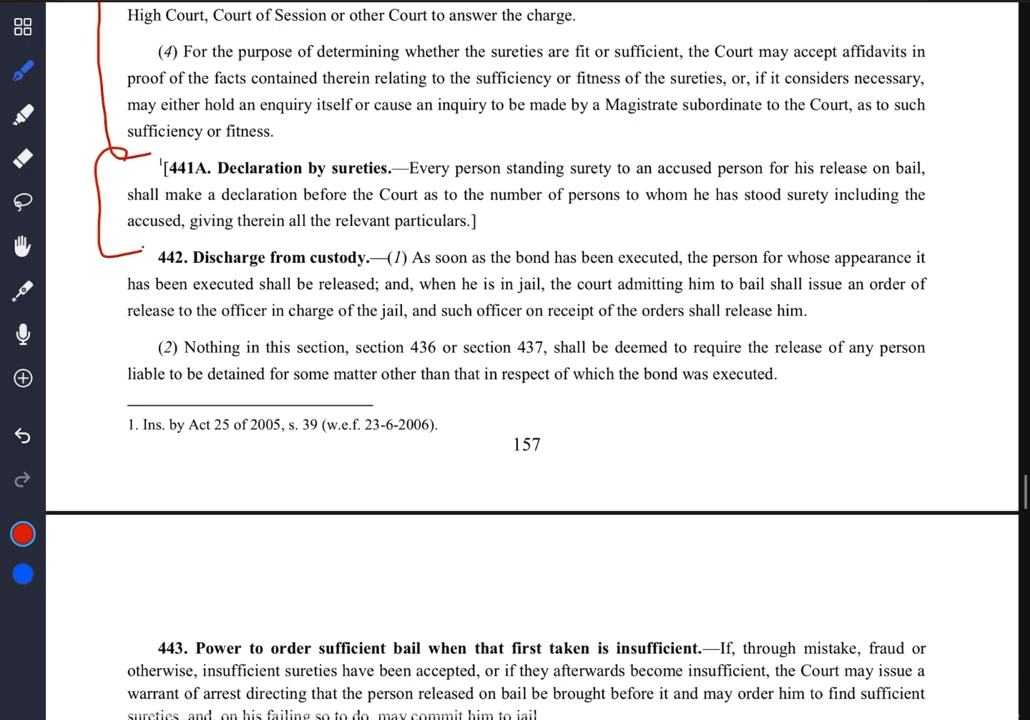 High Court, Court of Session or other Court to answer the charge.
(4) For the purpose of determining whether the sureties are fit or sufficient, the Court may accept affidavits in
proof of the facts contained therein relating to the sufficiency or fitness of the sureties, or, if it considers necessary,
may either hold an enquiry itself or cause an inquiry to be made by a Magistrate subordinate to the Court, as to such
sufficiency or fitness.
1[441A. Declaration by sureties.—Every person standing surety to an accused person for his release on bail,
shall make a declaration before the Court as to the number of persons to whom he has stood surety including the
accused, giving therein all the relevant particulars.]
442. Discharge from custody.—(1) As soon as the bond has been executed, the person for whose appearance it
has been executed shall be released; and, when he is in jail, the court admitting him to bail shall issue an order of
release to the officer in charge of the jail, and such officer on receipt of the orders shall release him.
(2) Nothing in this section, section 436 or section 437, shall be deemed to require the release of any person
liable to be detained for some matter other than that in respect of which the bond was executed.
1. Ins. by Act 25 of 2005, s. 39 (w.e.f. 23-6-2006).
157
443. Power to order sufficient bail when that first taken is insufficient.—If, through mistake, fraud or
otherwise, insufficient sureties have been accepted, or if they afterwards become insufficient, the Court may issue a
warrant of arrest directing that the person released on bail be brought before it and may order him to find sufficient
sureties, and, on his failing so to do, may commit him to jail